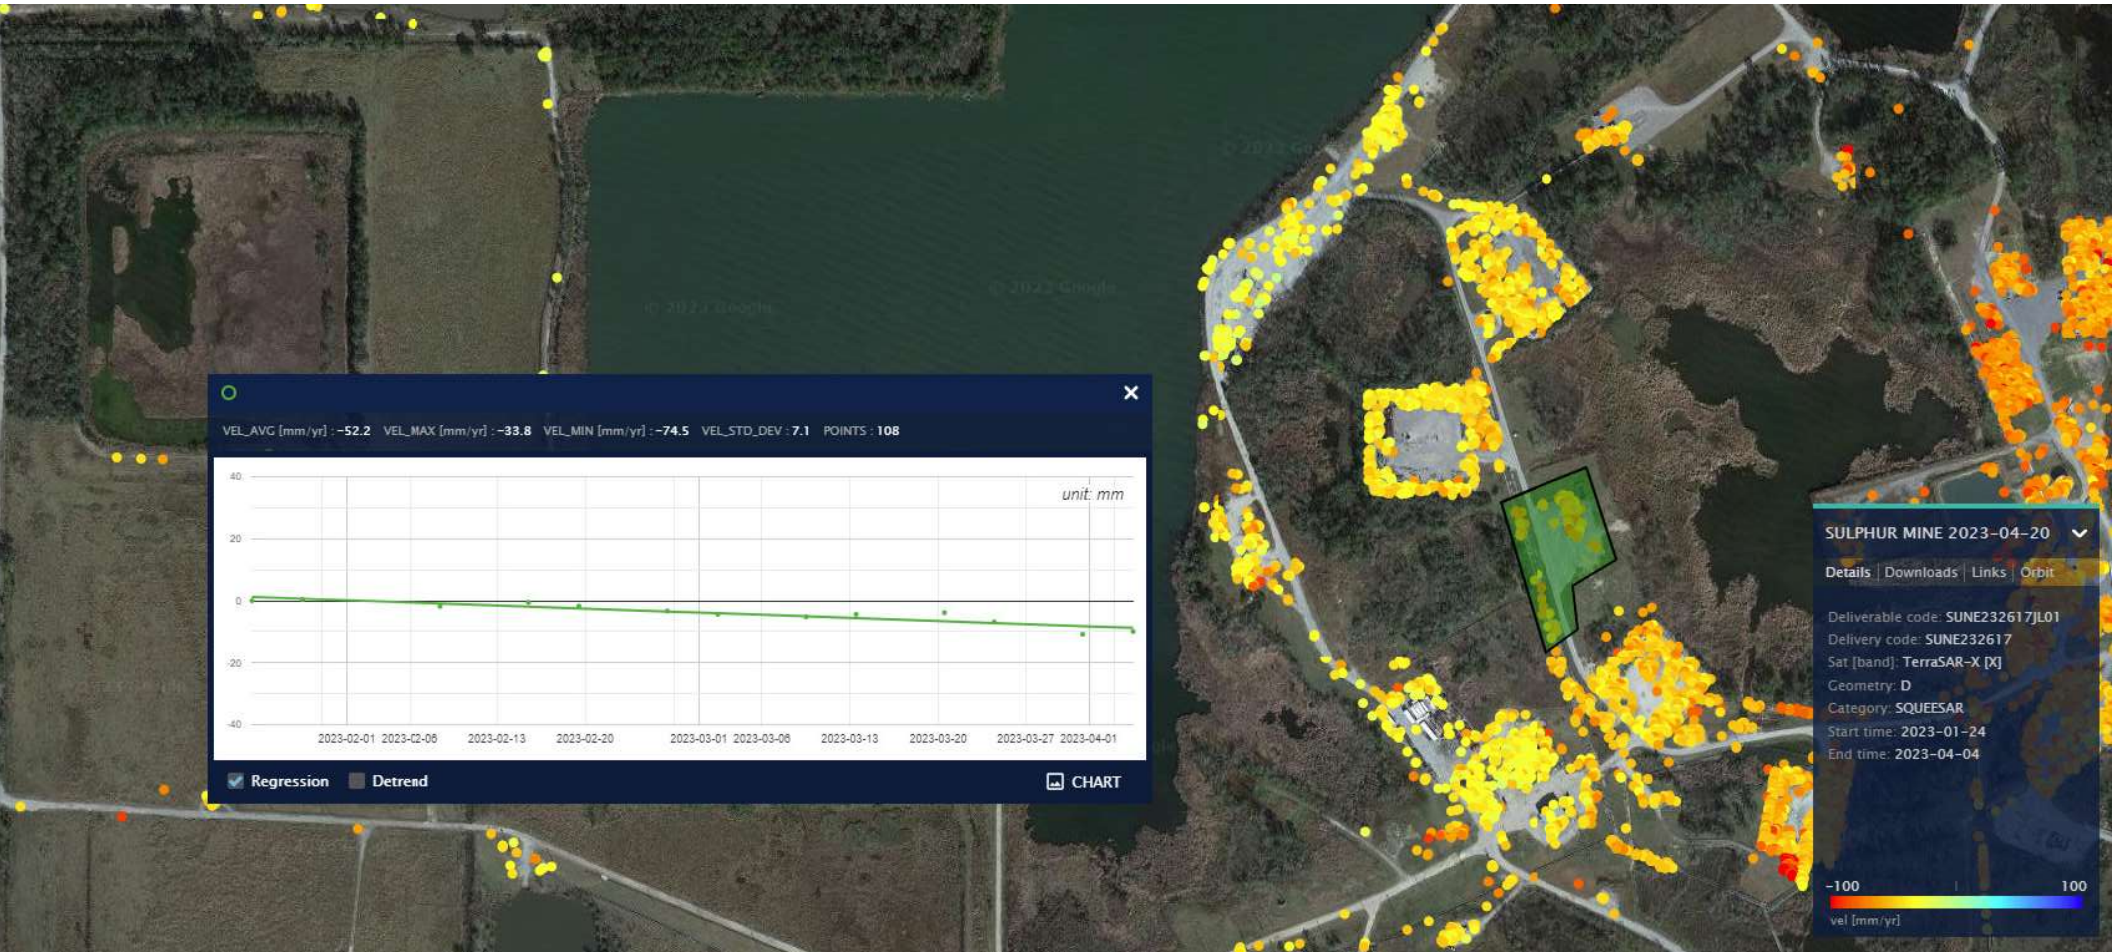 © 2022 Google
© 2022 Google
VEL_AVG [mm/yr] : -52.2 VEL_MAX [mm/yr] : -33.8 VEL_MIN [mm/yr] : -74.5 VEL_STD_DEV : 7.1 POINTS : 108
unit: mm
40
20
0
-20
-40
2023-02-01 2023-02-06 2023-02-13 2023-02-20 2023-03-01 2023-03-06 2023-03-13 2023-03-20 2023-03-27 2023-04-01
Regression Detrend CHART
SULPHUR MINE 2023-04-20
Details | Downloads | Links | Orbit
Deliverable code: SUNE232617JL01
Delivery code: SUNE232617
Sat [band]: TerraSAR-X [X]
Geometry: D
Category: SQUEESAR
Start time: 2023-01-24
End time: 2023-04-04
-100 100
vel [mm/yr]